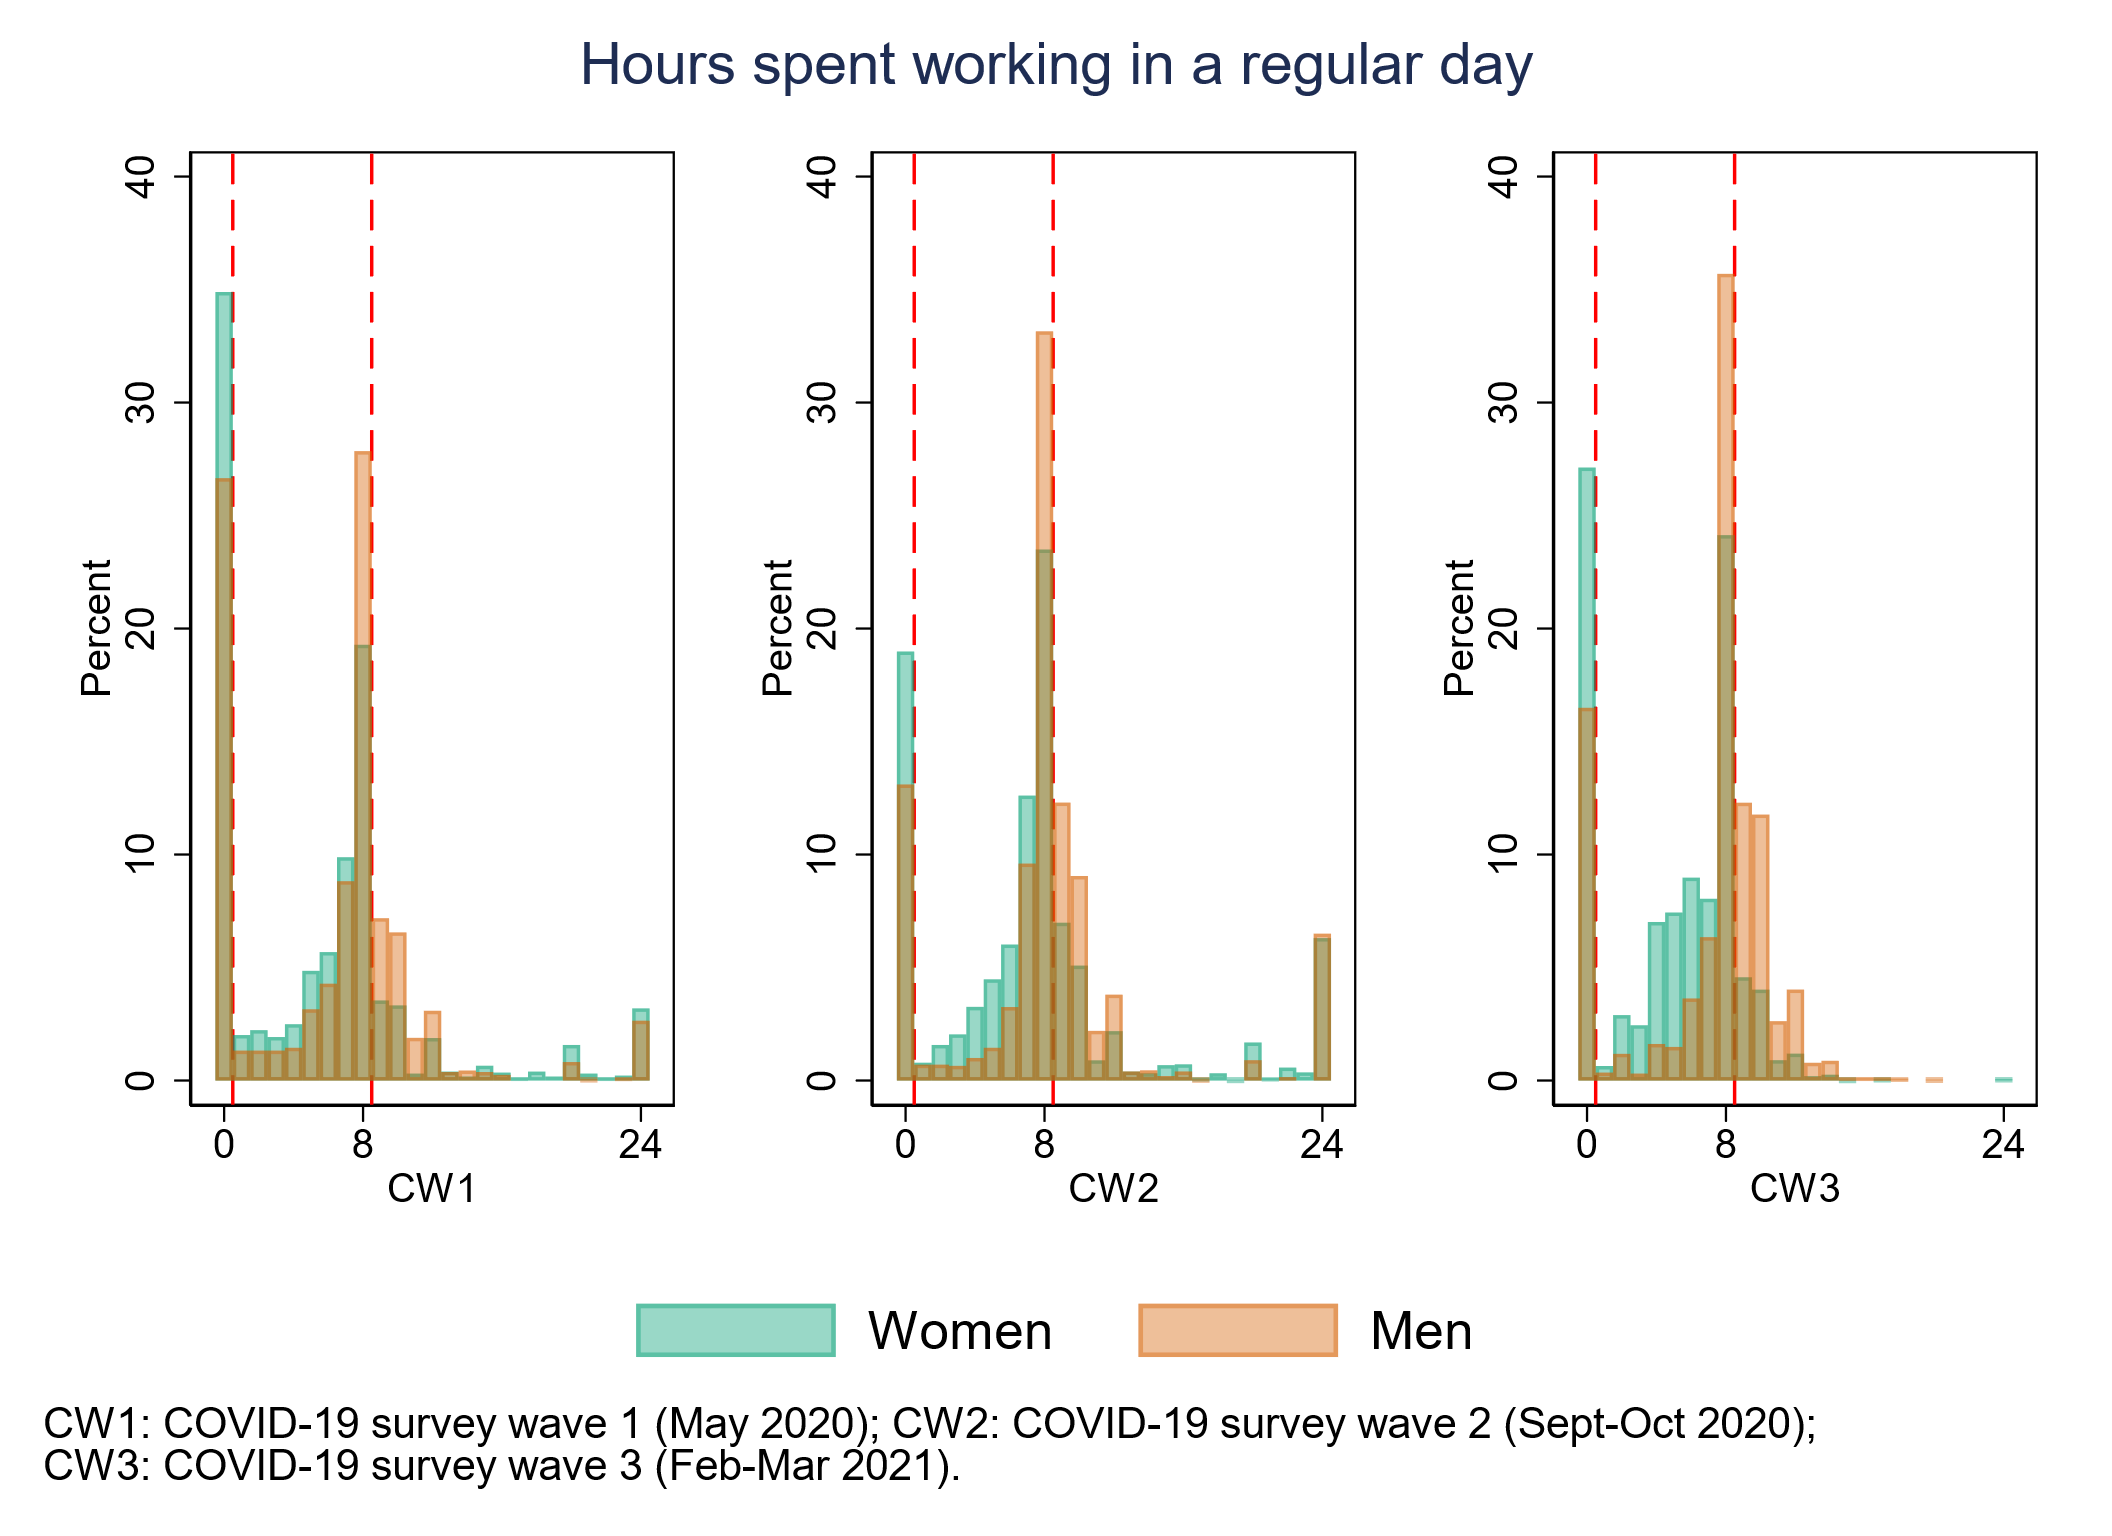 Hours spent working in a regular day
Percent
0
10
20
30
40
0
8
24
CW1
Percent
0
10
20
30
40
0
8
24
CW2
Percent
0
10
20
30
40
0
8
24
CW3
Women
Men
CW1: COVID-19 survey wave 1 (May 2020); CW2: COVID-19 survey wave 2 (Sept-Oct 2020);
CW3: COVID-19 survey wave 3 (Feb-Mar 2021).